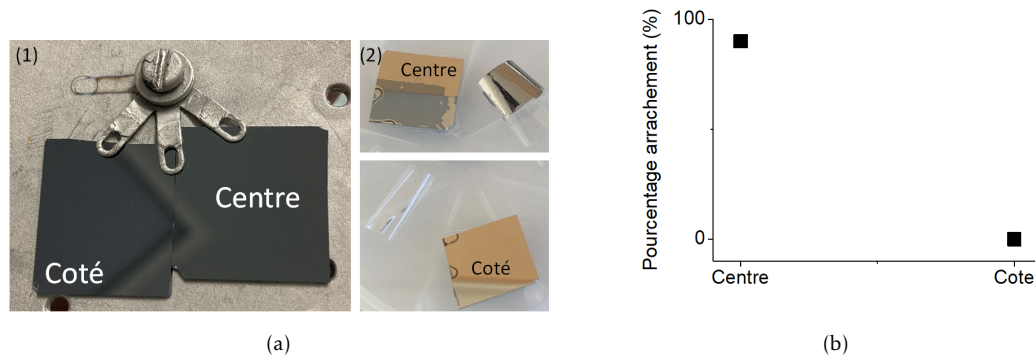 (1)
Centre
Coté
(2)
Centre
Coté
(a)
Pourcentage arrachement (%)
100
0
Centre
Cote
(b)